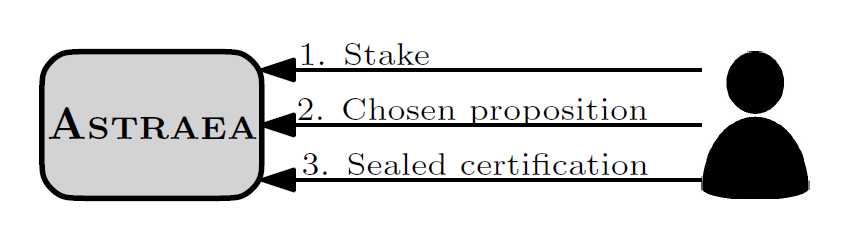 1. Stake
ASTRAEA
2. Chosen proposition
3. Sealed certification